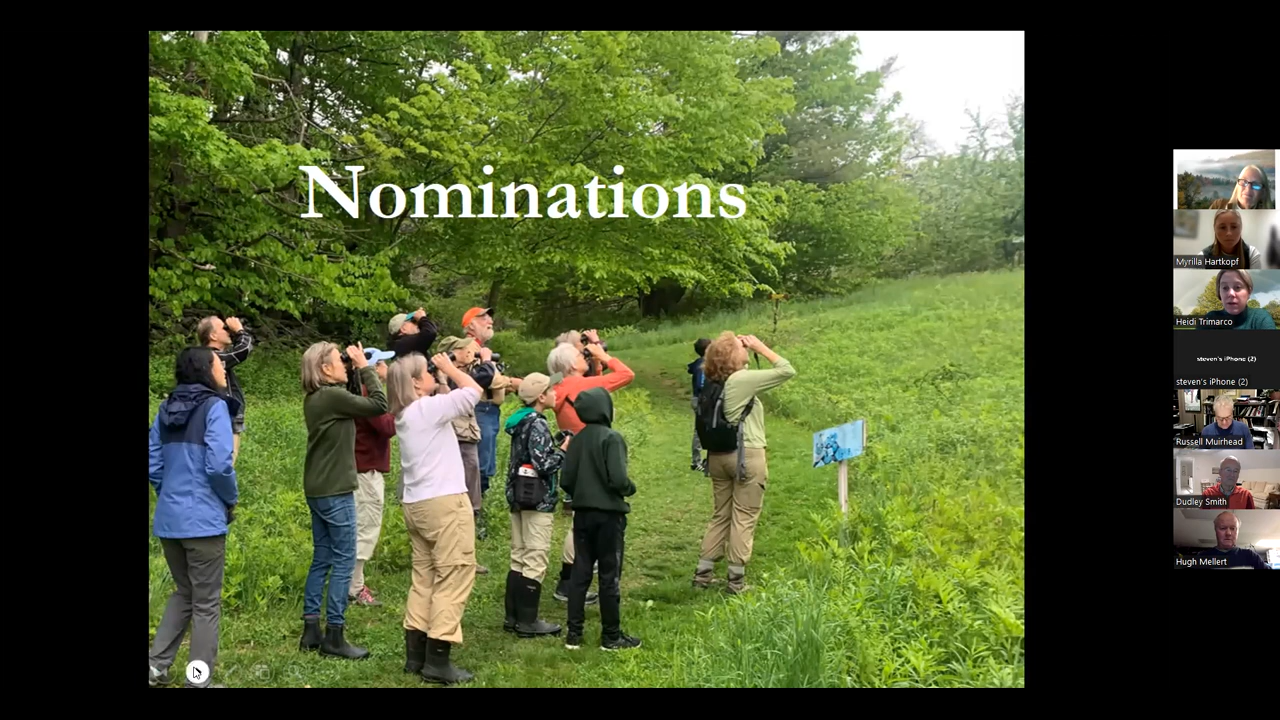 Nominations
Myrilla Hartkopf
Heidi Trimarco
steven's iPhone (2)
steven's iPhone (2)
Russell Muirhead
Dudley Smith
Hugh Mellert